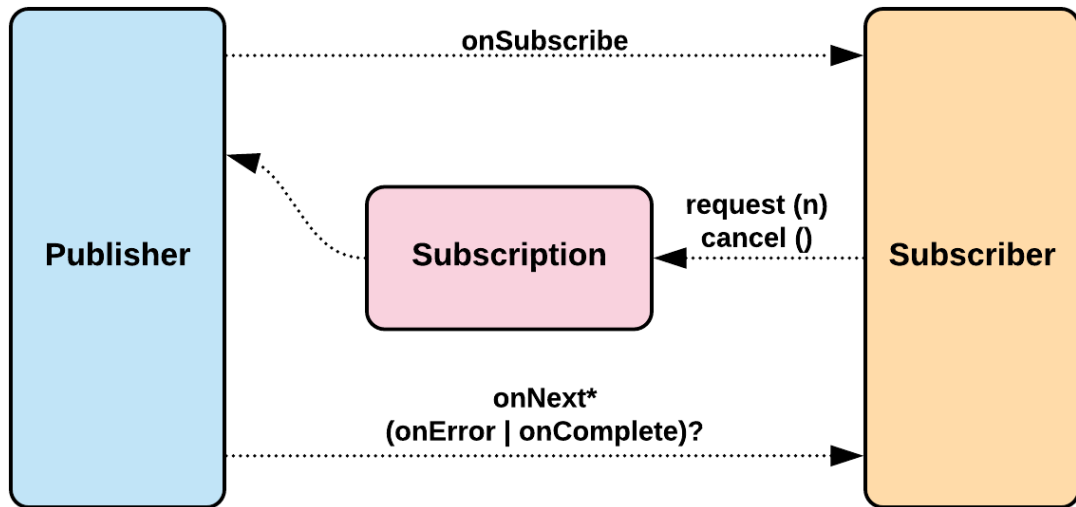 onSubscribe
Publisher
Subscription
request (n)
cancel ()
Subscriber
onNext*
(onError | onComplete)?